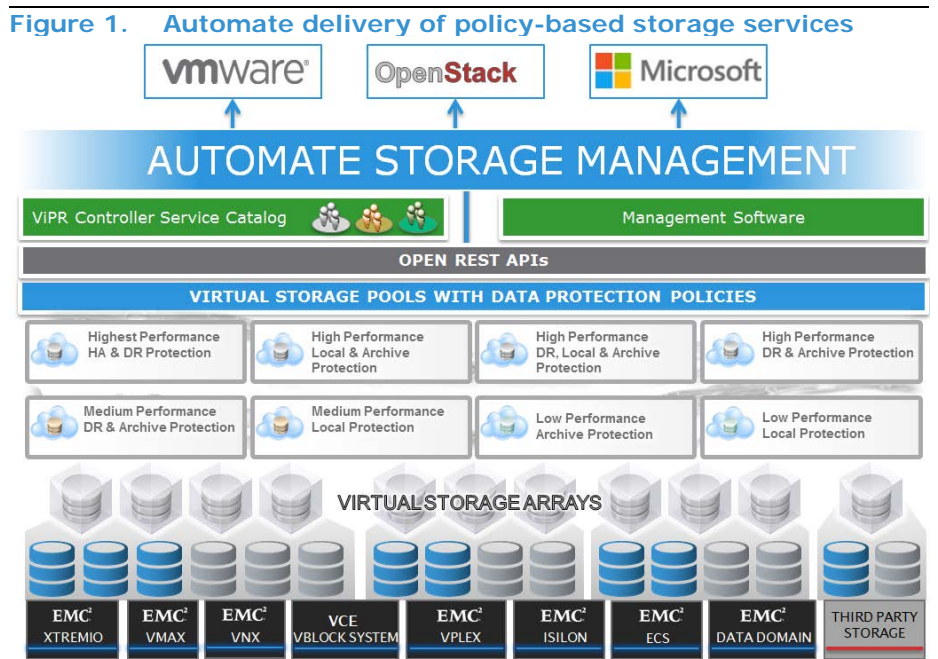 Figure 1. Automate delivery of policy-based storage services
vmware®
OpenStack
Microsoft
AUTOMATE STORAGE MANAGEMENT
ViPR Controller Service Catalog
Management Software
OPEN REST APIs
VIRTUAL STORAGE POOLS WITH DATA PROTECTION POLICIES
Highest Performance
HA & DR Protection
High Performance
Local & Archive
Protection
High Performance
DR, Local & Archive
Protection
High Performance
DR & Archive Protection
Medium Performance
DR & Archive Protection
Medium Performance
Local Protection
Low Performance
Archive Protection
Low Performance
Local Protection
VIRTUAL STORAGE ARRAYS
EMC²
XTREMIO
EMC²
VMAX
EMC²
VNX
VCE
VBLOCK SYSTEM
EMC²
VPLEX
EMC²
ISILON
EMC²
ECS
EMC²
DATA DOMAIN
THIRD PARTY
STORAGE